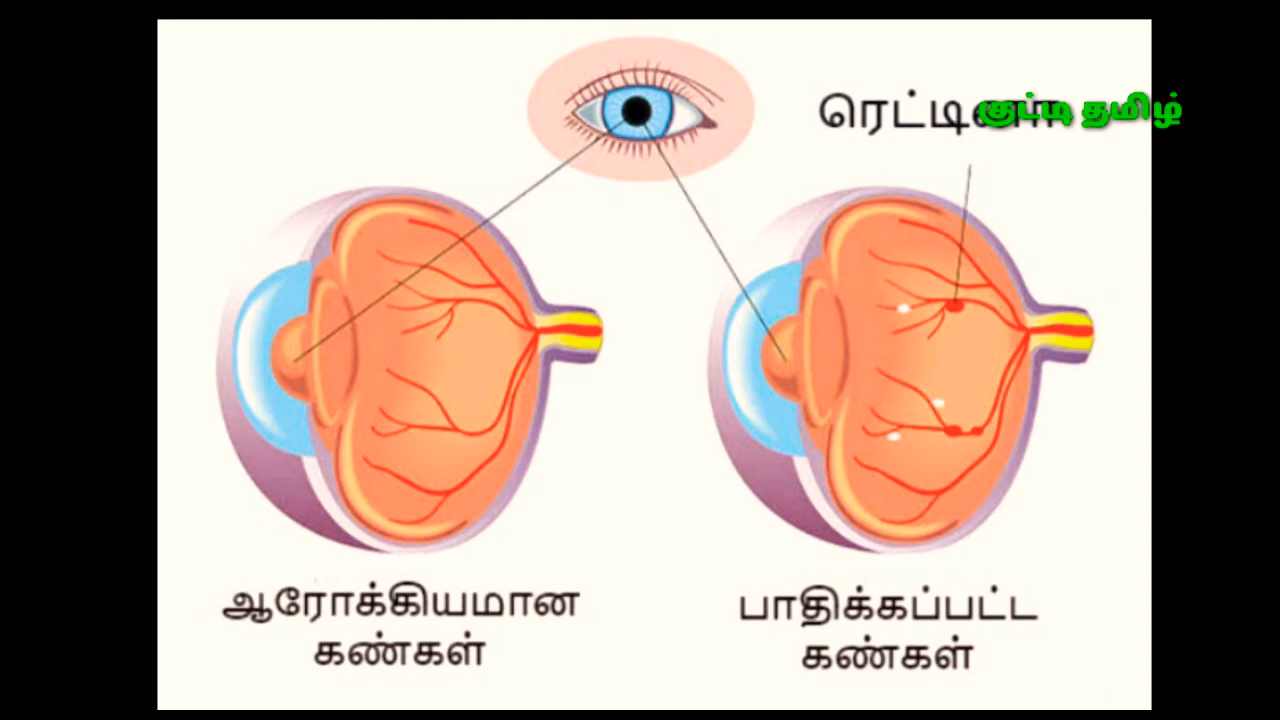 குட்டி தமிழ்
ஆரோக்கியமான
கண்கள்
பாதிக்கப்பட்ட
கண்கள்